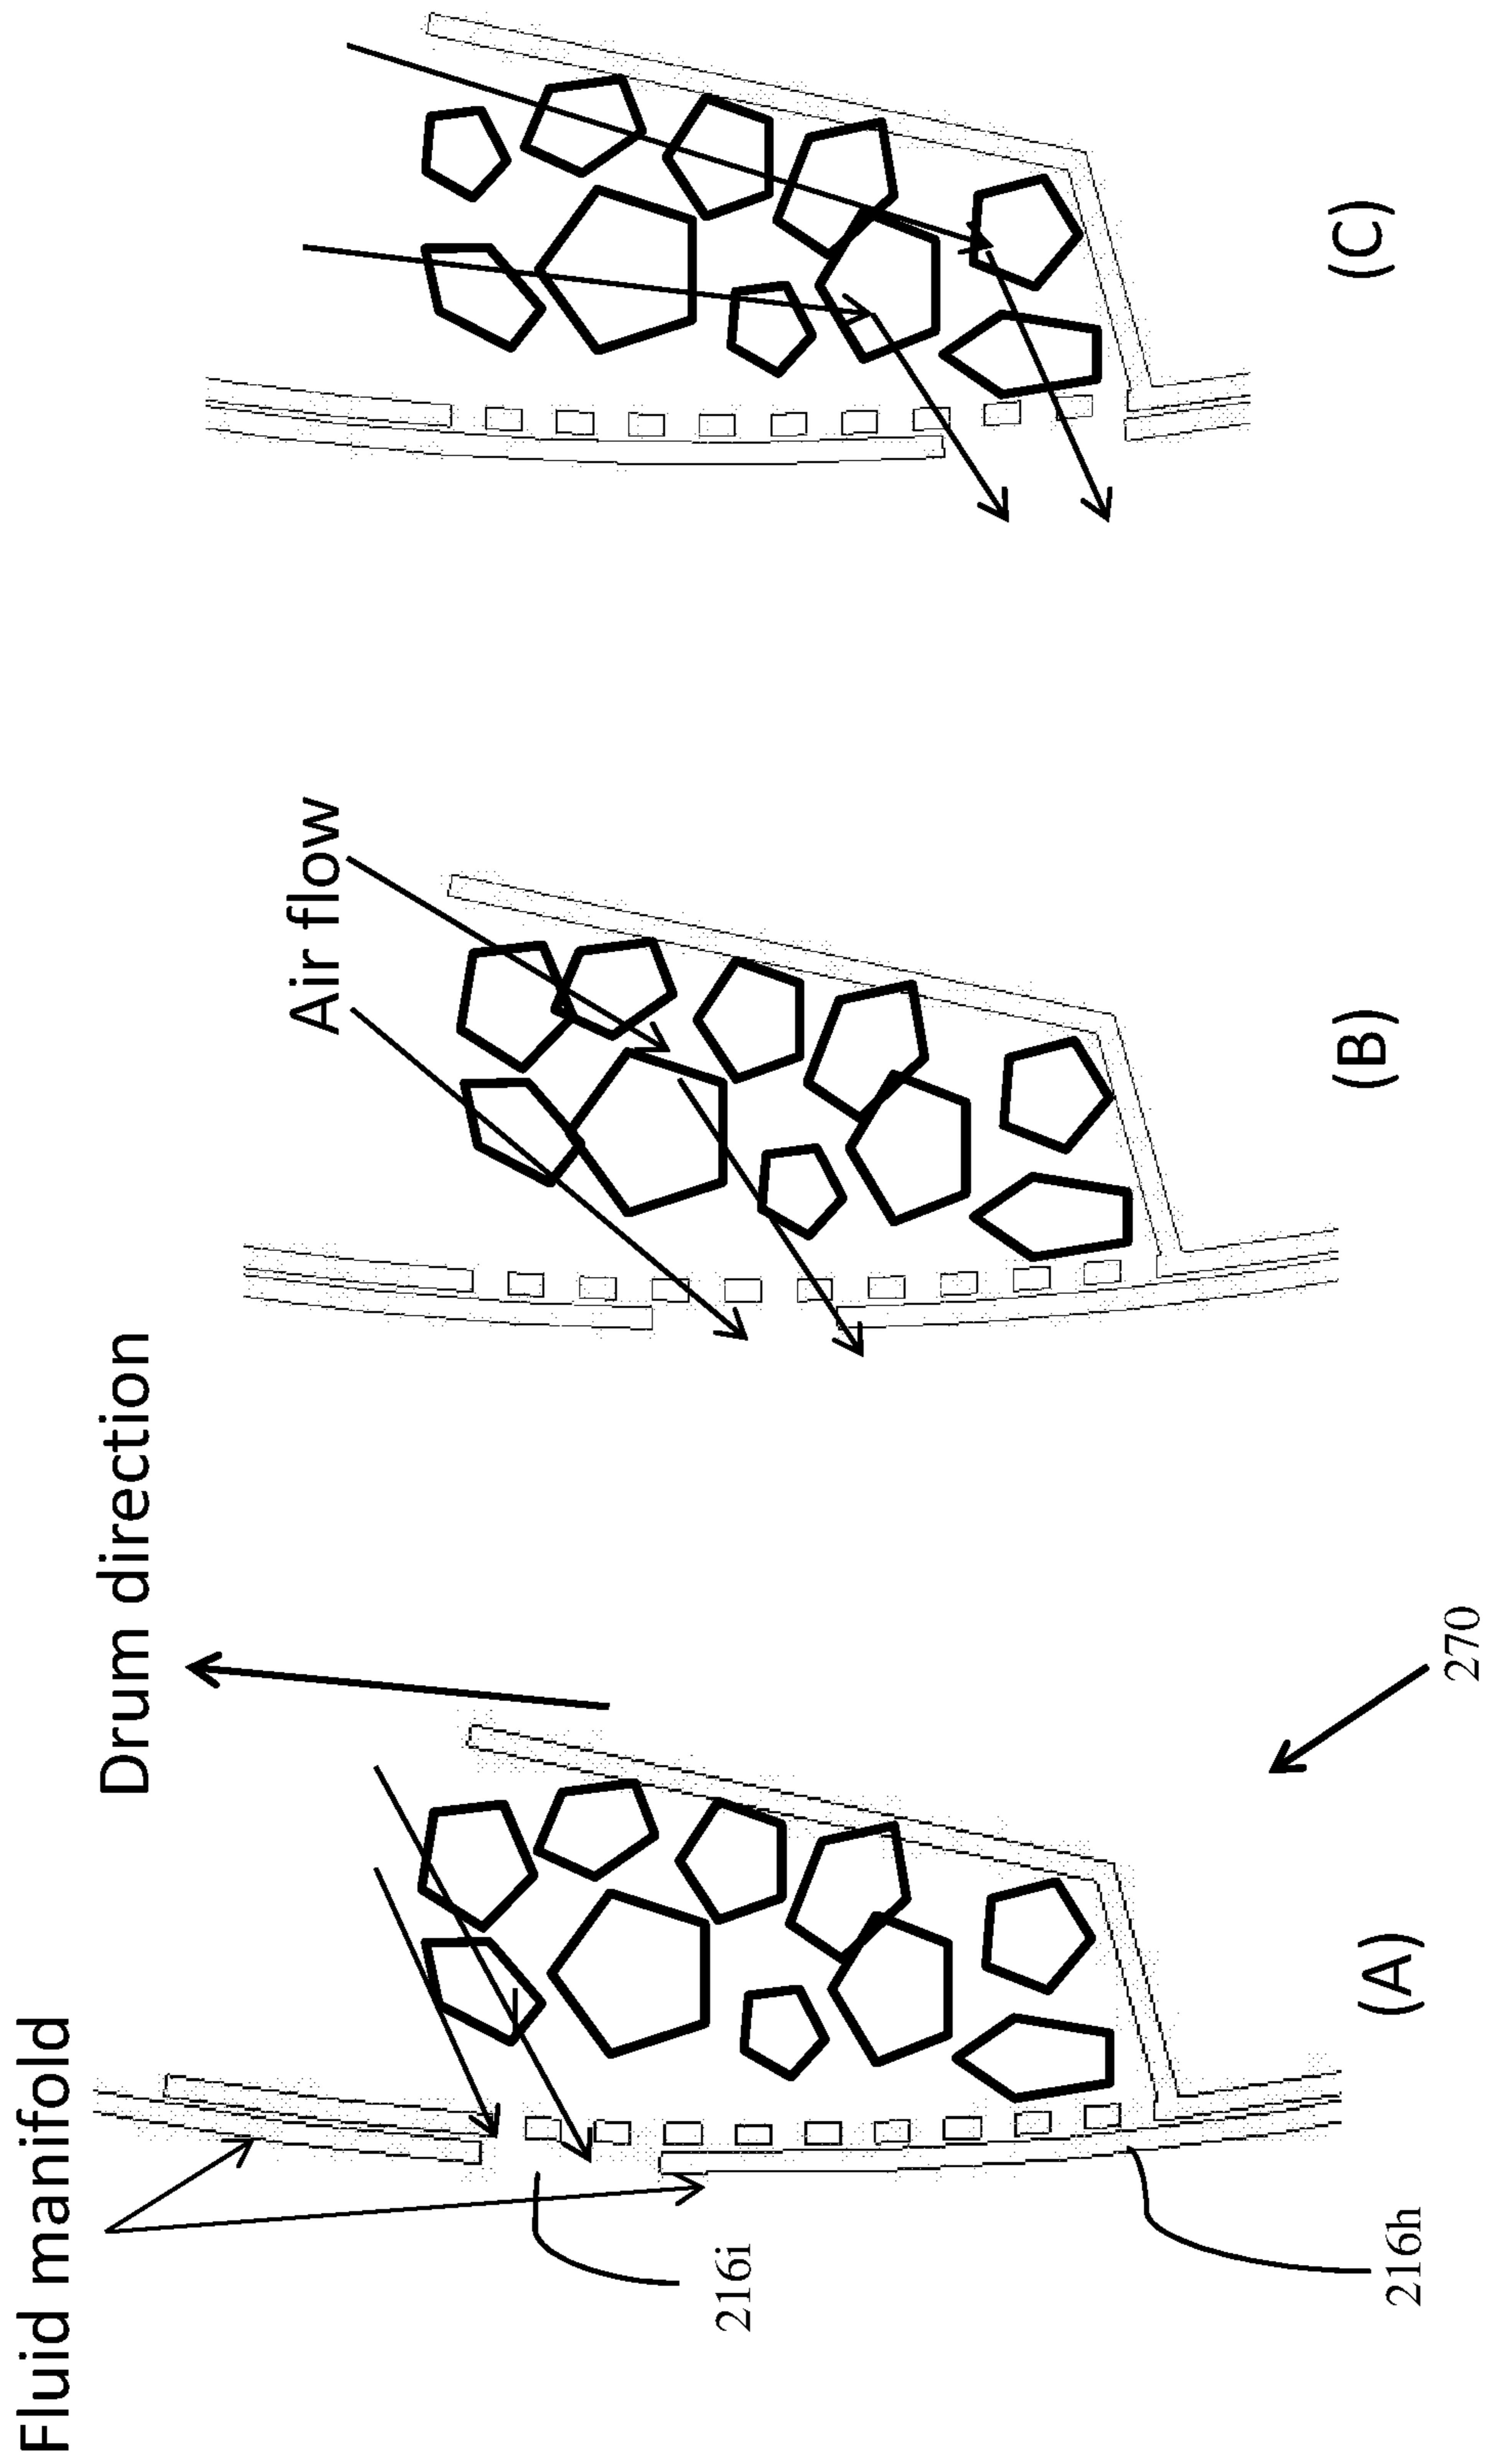 Fluid manifold
Drum direction
Air flow
216i
216h
270
(A)
(B)
(C)